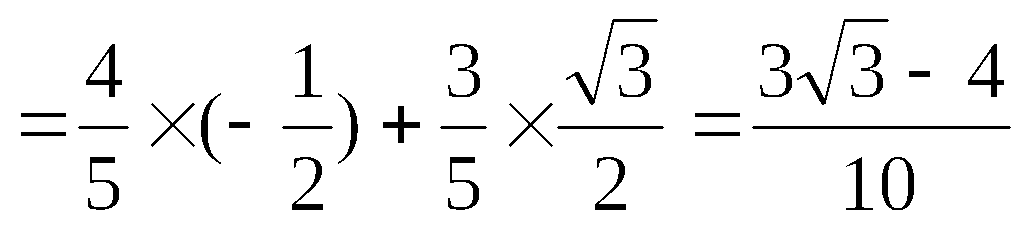 = 4/5 × (- 1/2) + 3/5 × √3/2 = (3√3 - 4)/10